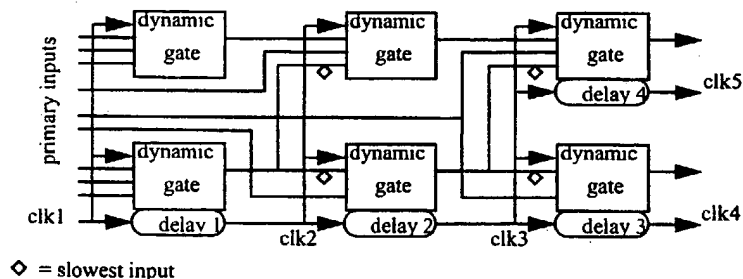 dynamic
gate
dynamic
gate
dynamic
gate
clk5
delay 4
primary inputs
dynamic
gate
dynamic
gate
dynamic
gate
clk1
delay 1
clk2
delay 2
clk3
delay 3
clk4
◇ = slowest input